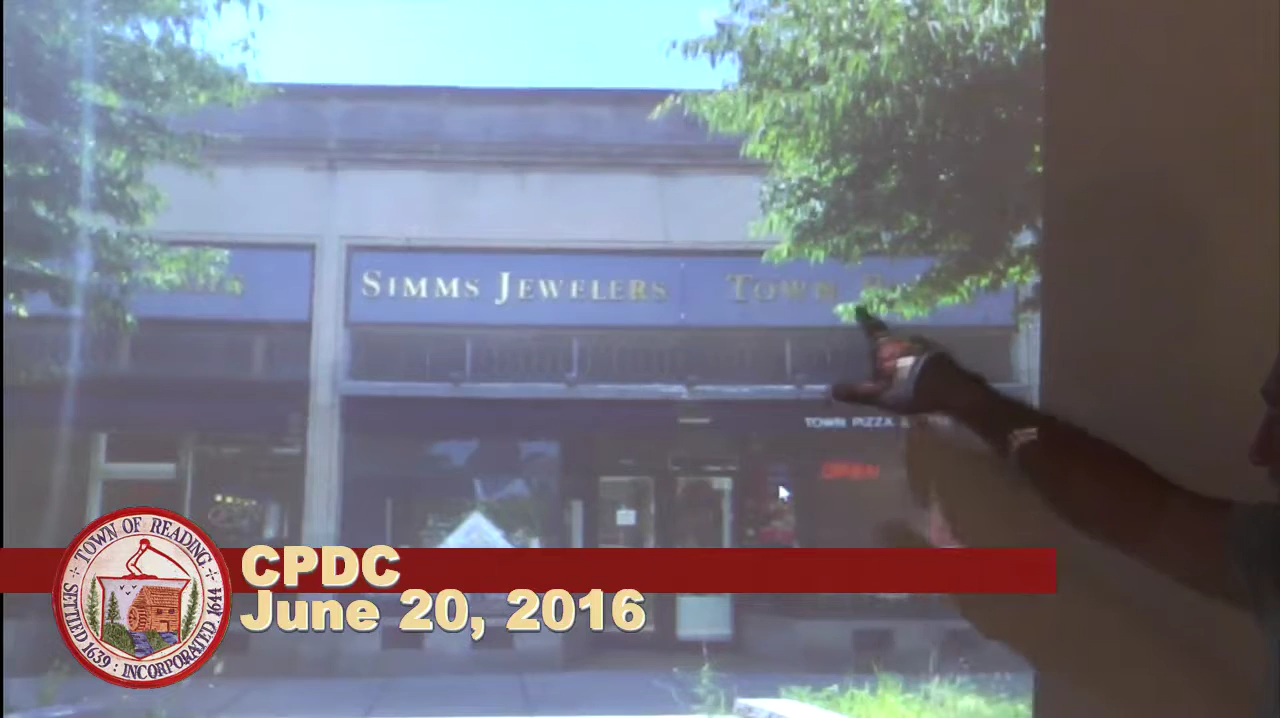 SIMMS JEWELERS TOWN
TOWN PIZZA &
OPEN
CPDC
June 20, 2016
TOWN OF READING
SETTLED 1639 : INCORPORATED 1644